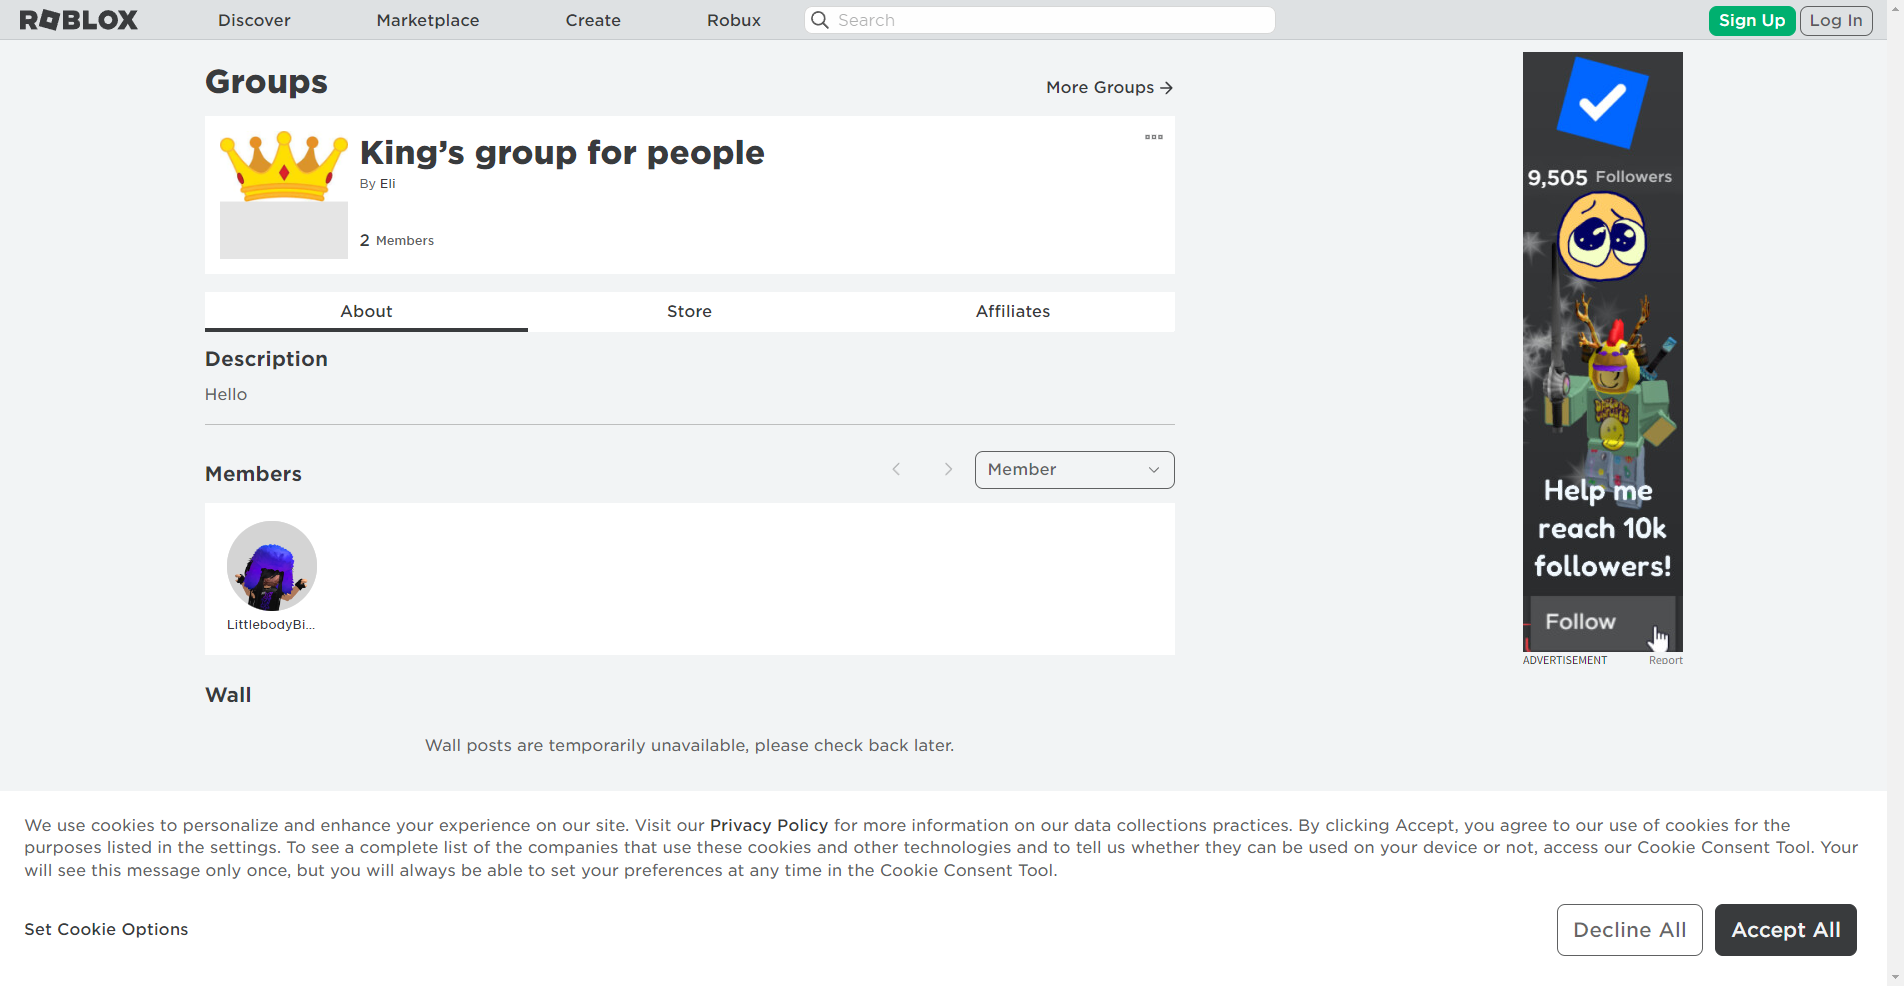 ROBLOX
Discover
Marketplace
Create
Robux
Search
Sign Up
Log In
Groups
More Groups
King's group for people
By Eli
2 Members
About
Store
Affiliates
Description
Hello
Members
Member
LittlebodyBi...
Wall
Wall posts are temporarily unavailable, please check back later.
9,505 Followers
Help me
reach 10k
followers!
Follow
ADVERTISEMENT
Report
We use cookies to personalize and enhance your experience on our site. Visit our Privacy Policy for more information on our data collections practices. By clicking Accept, you agree to our use of cookies for the
purposes listed in the settings. To see a complete list of the companies that use these cookies and other technologies and to tell us whether they can be used on your device or not, access our Cookie Consent Tool. Your
will see this message only once, but you will always be able to set your preferences at any time in the Cookie Consent Tool.
Set Cookie Options
Decline All
Accept All